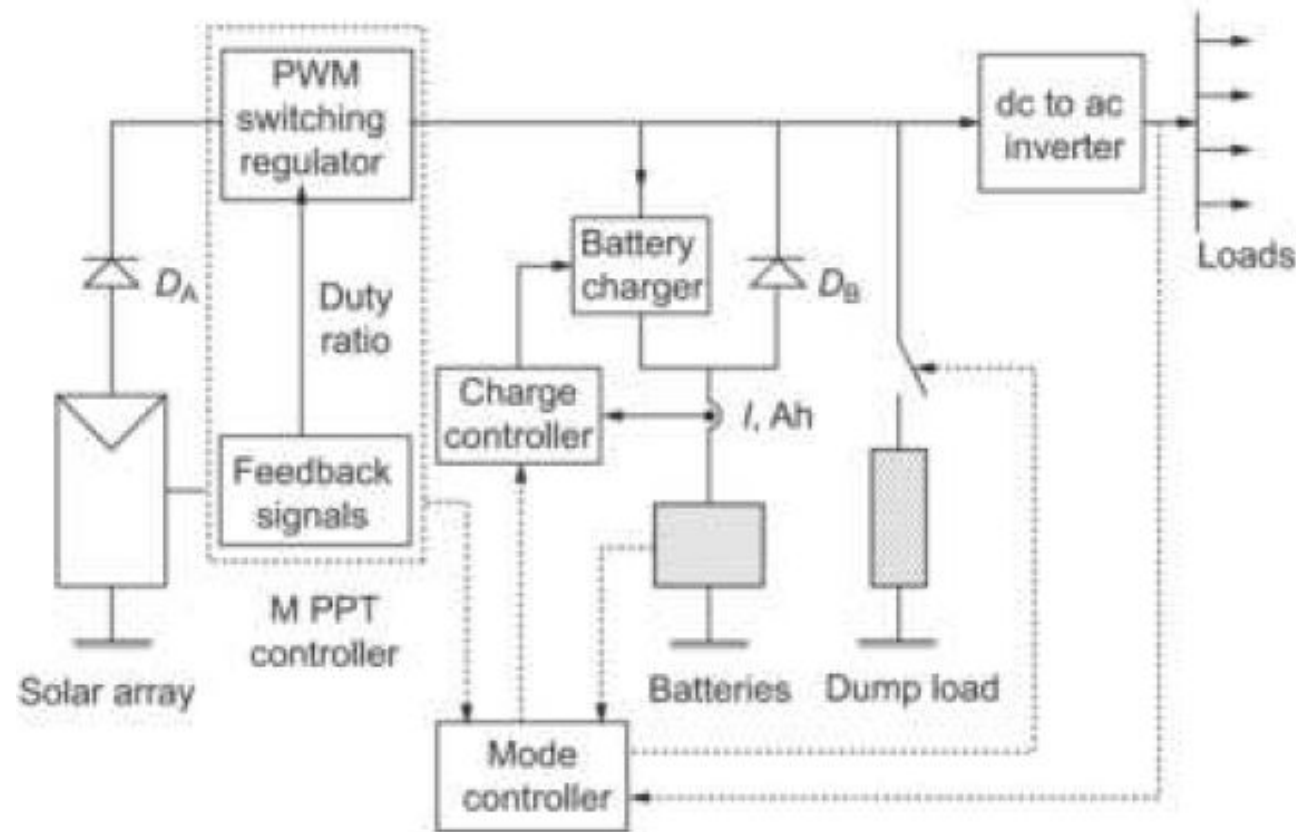 PWM
switching
regulator
dc to ac
inverter
Loads
Battery
charger
D_A
D_B
Duty
ratio
Charge
controller
I, Ah
Feedback
signals
M PPT
controller
Solar array
Batteries
Dump load
Mode
controller